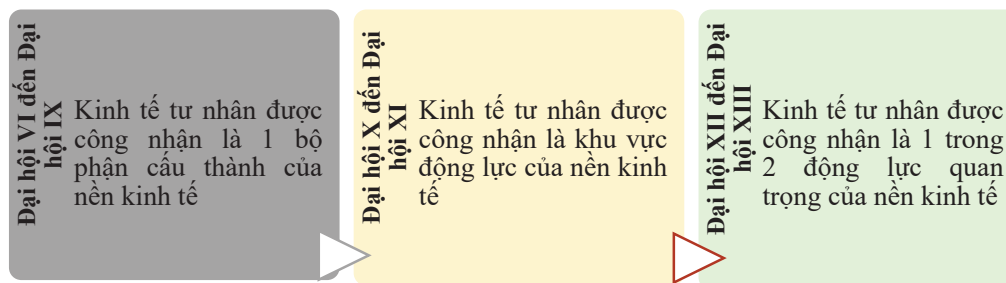 Đại hội VI đến Đại
hội IX
Kinh tế tư nhân được
công nhận là 1 bộ
phận cấu thành của
nền kinh tế
Đại hội X đến Đại
hội XI
Kinh tế tư nhân được
công nhận là khu vực
động lực của nền kinh
tế
Đại hội XII đến Đại
hội XIII
Kinh tế tư nhân được
công nhận là 1 trong
2 động lực quan
trọng của nền kinh tế